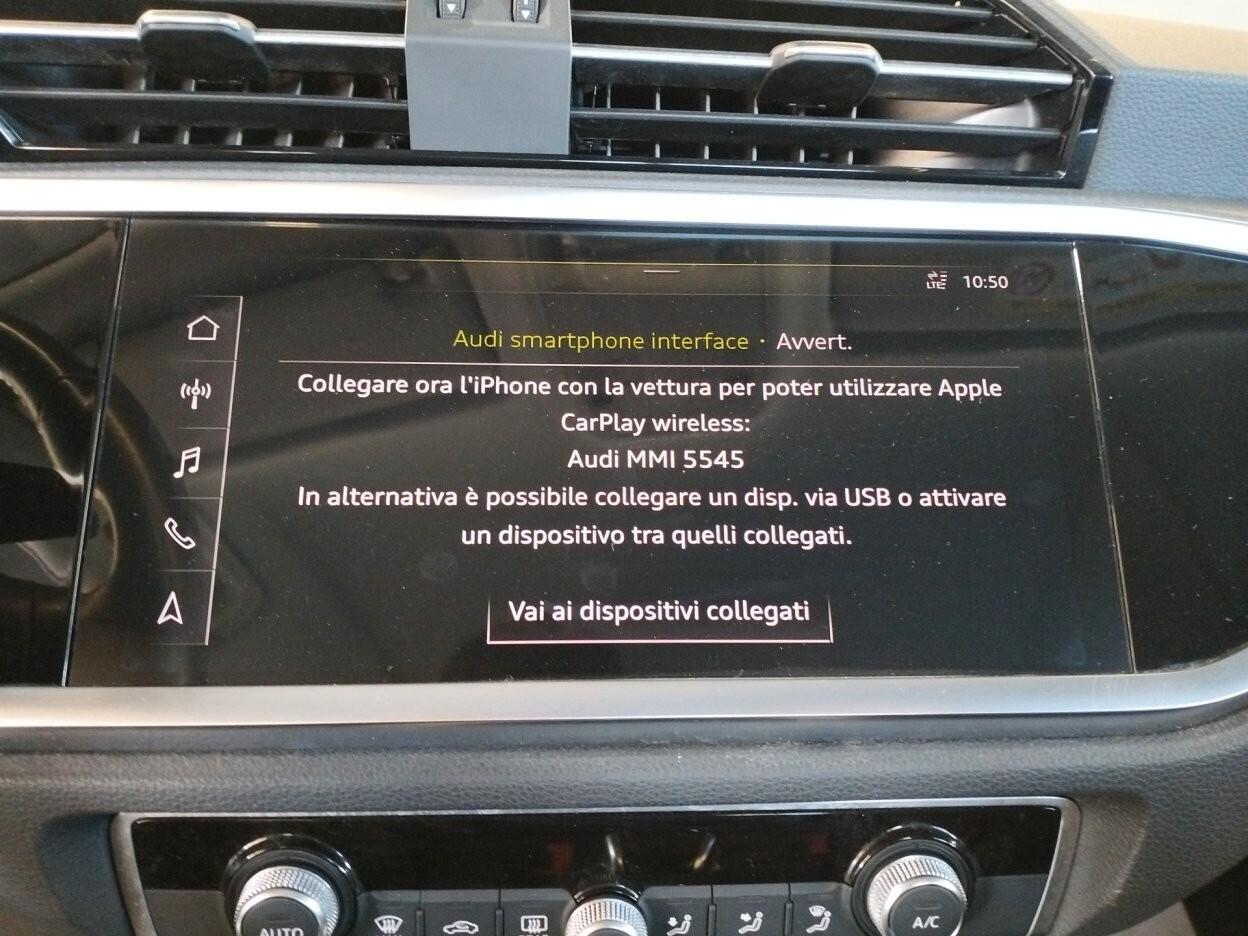 LTE 10:50
Audi smartphone interface · Avvert.
Collegare ora l'iPhone con la vettura per poter utilizzare Apple
CarPlay wireless:
Audi MMI 5545
In alternativa è possibile collegare un disp. via USB o attivare
un dispositivo tra quelli collegati.
Vai ai dispositivi collegati
AUTO
A/C